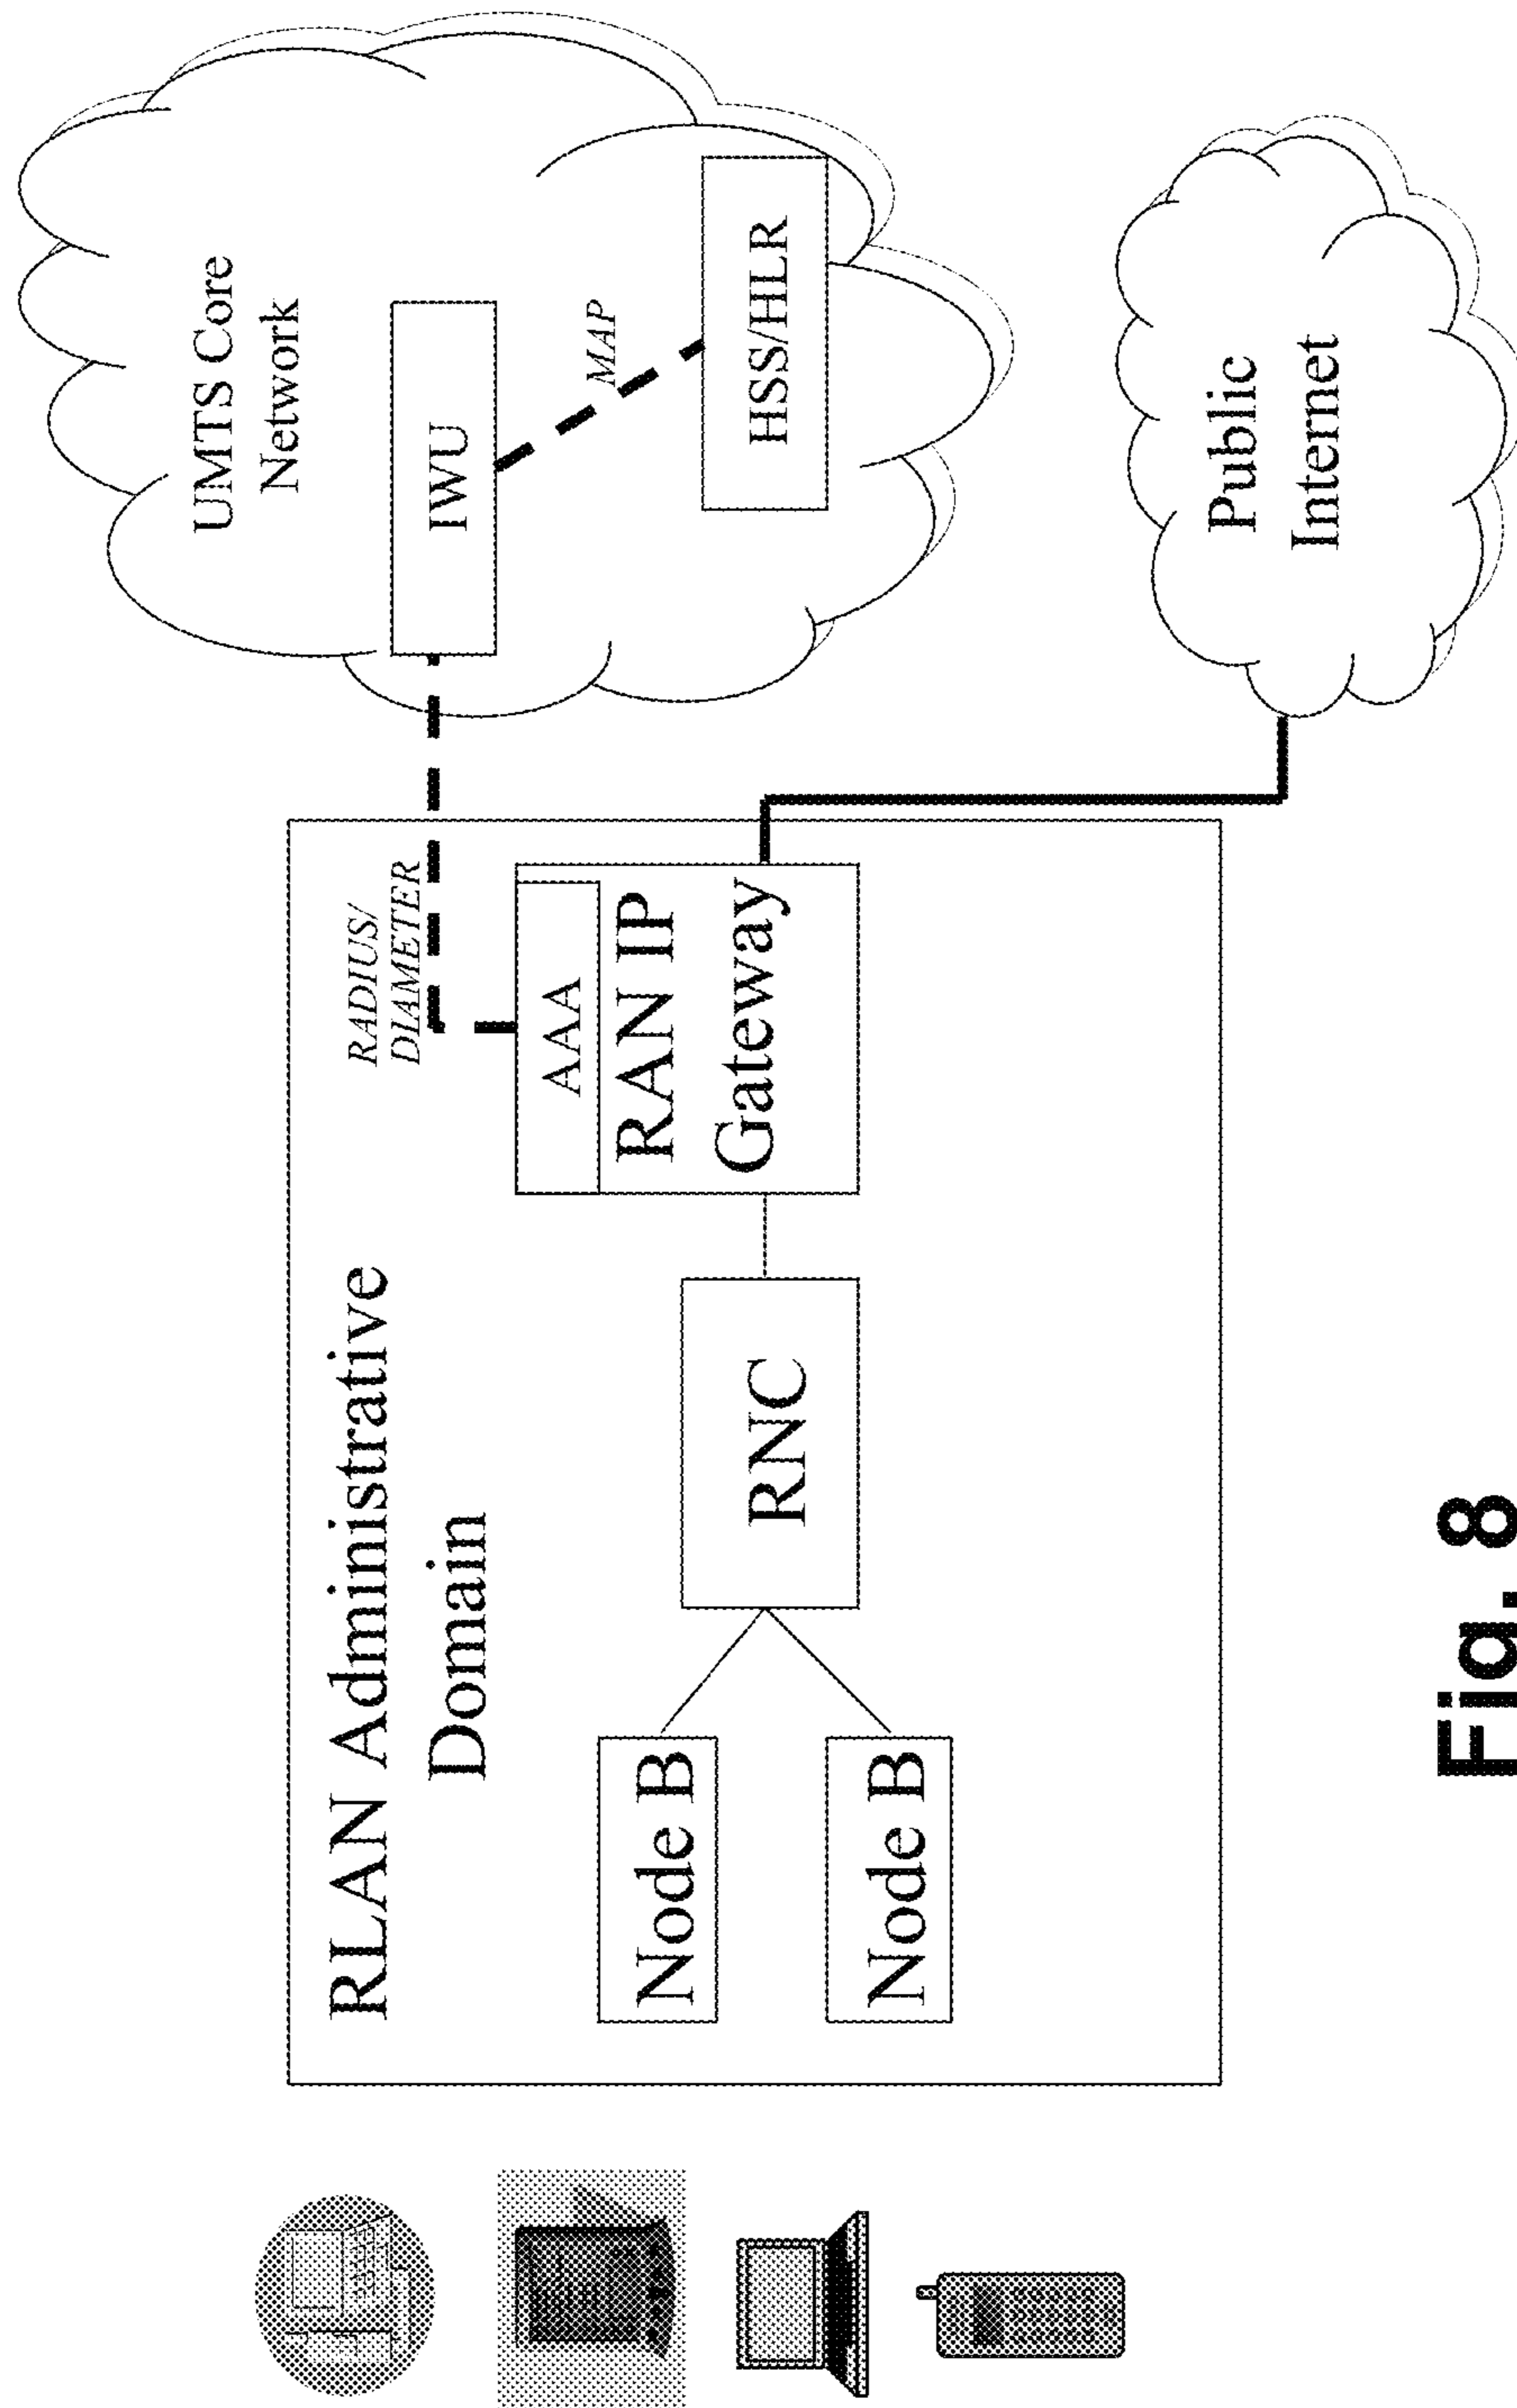 RLAN Administrative
Domain
Node B
Node B
RNC
RADIUS/
DIAMETER
AAA
RAN IP
Gateway
UMTS Core
Network
IWU
MAP
HSS/HLR
Public
Internet
Fig. 8